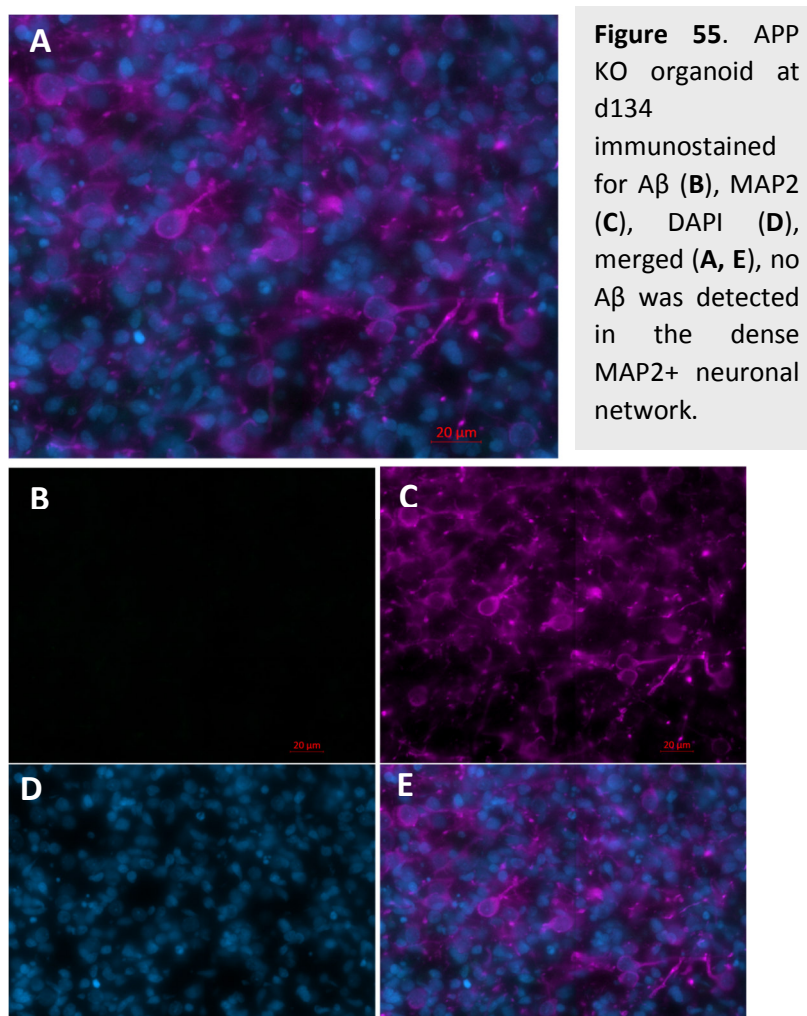 A
Figure 55. APP
KO organoid at
d134
immunostained
for Aβ (B), MAP2
(C), DAPI (D),
merged (A, E), no
Aβ was detected
in the dense
MAP2+ neuronal
network.
20 µm
B
20 µm
C
20 µm
D
E